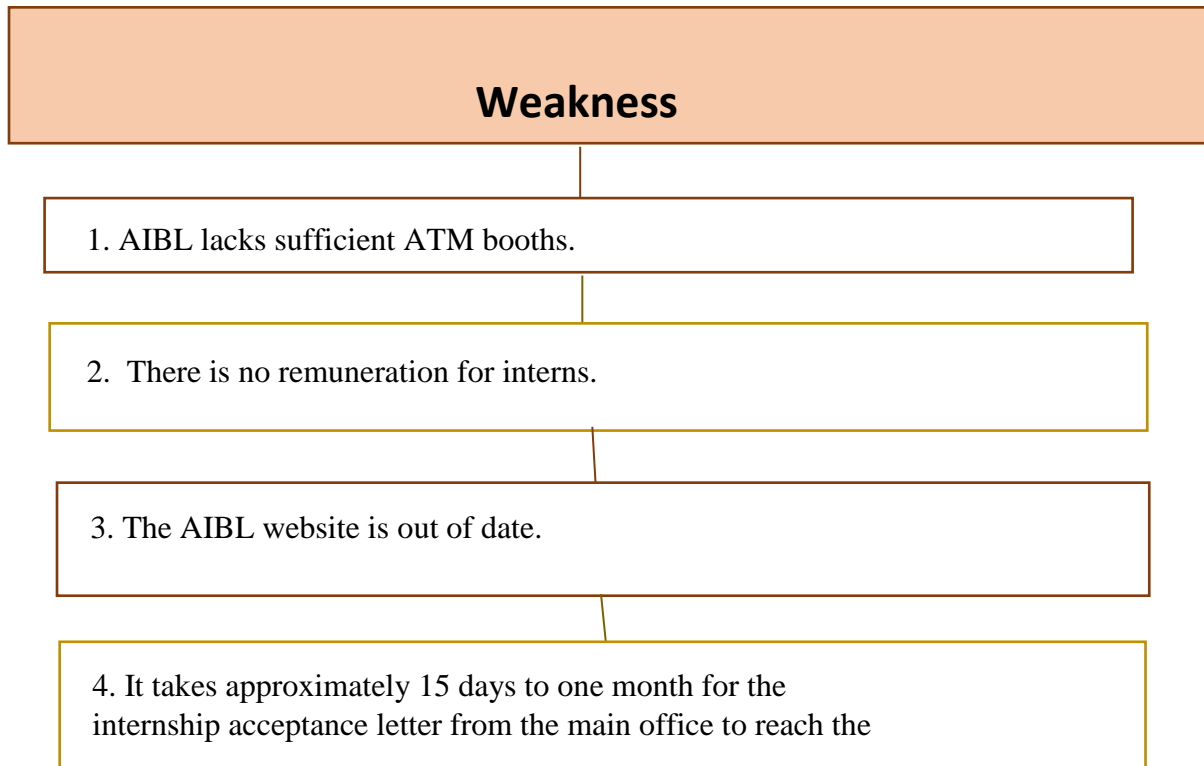 Weakness
1. AIBL lacks sufficient ATM booths.
2.  There is no remuneration for interns.
3. The AIBL website is out of date.
4. It takes approximately 15 days to one month for the
internship acceptance letter from the main office to reach the